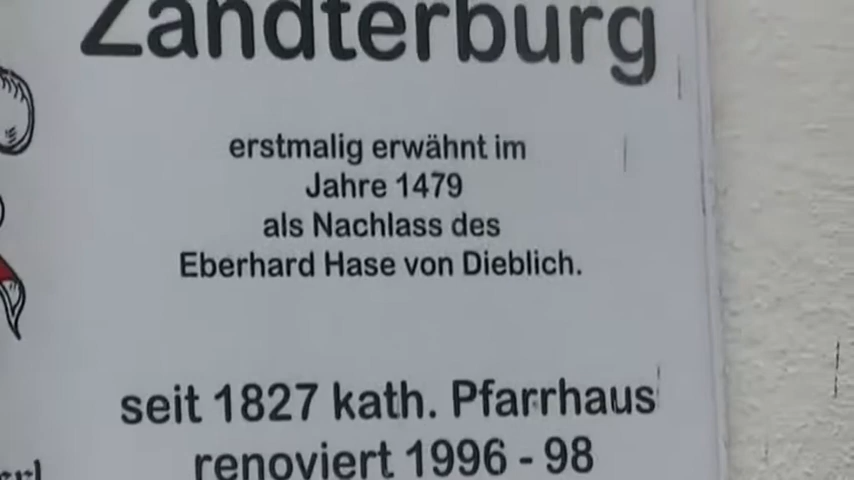 Zandterburg
erstmalig erwähnt im
Jahre 1479
als Nachlass des
Eberhard Hase von Dieblich.
seit 1827 kath. Pfarrhaus
renoviert 1996 - 98